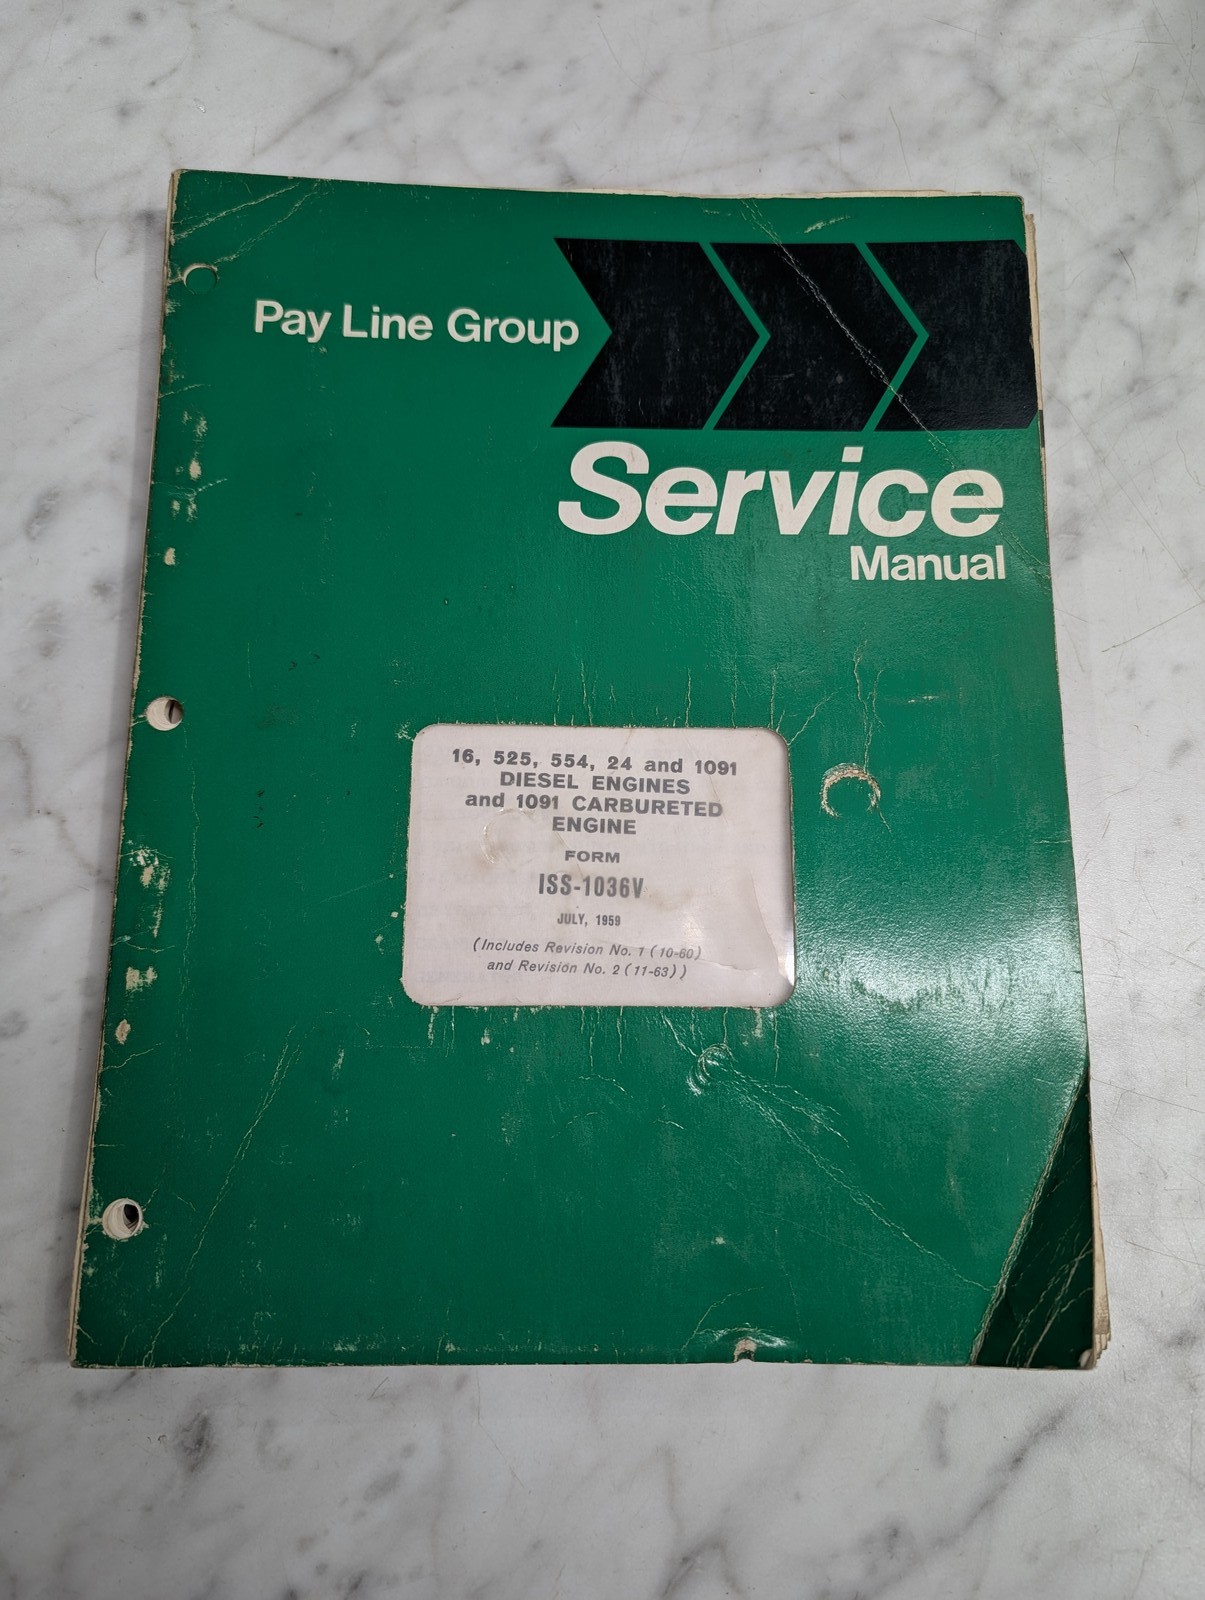 Pay Line Group
Service
Manual
16, 525, 554, 24 and 1091
DIESEL ENGINES
and 1091 CARBURETED
ENGINE
FORM
ISS-1036V
JULY, 1959
(Includes Revision No. 1 (10-60)
and Revision No. 2 (11-63))